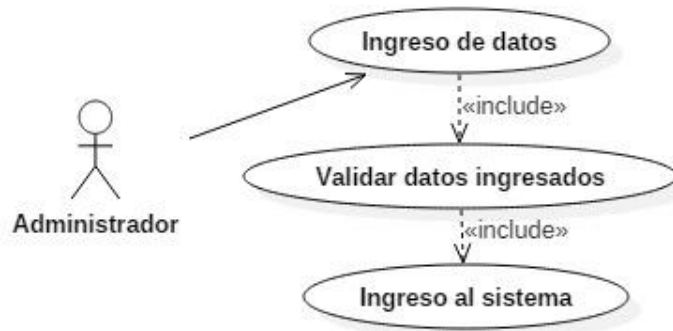 Ingreso de datos
«include»
Validar datos ingresados
Administrador
«include»
Ingreso al sistema